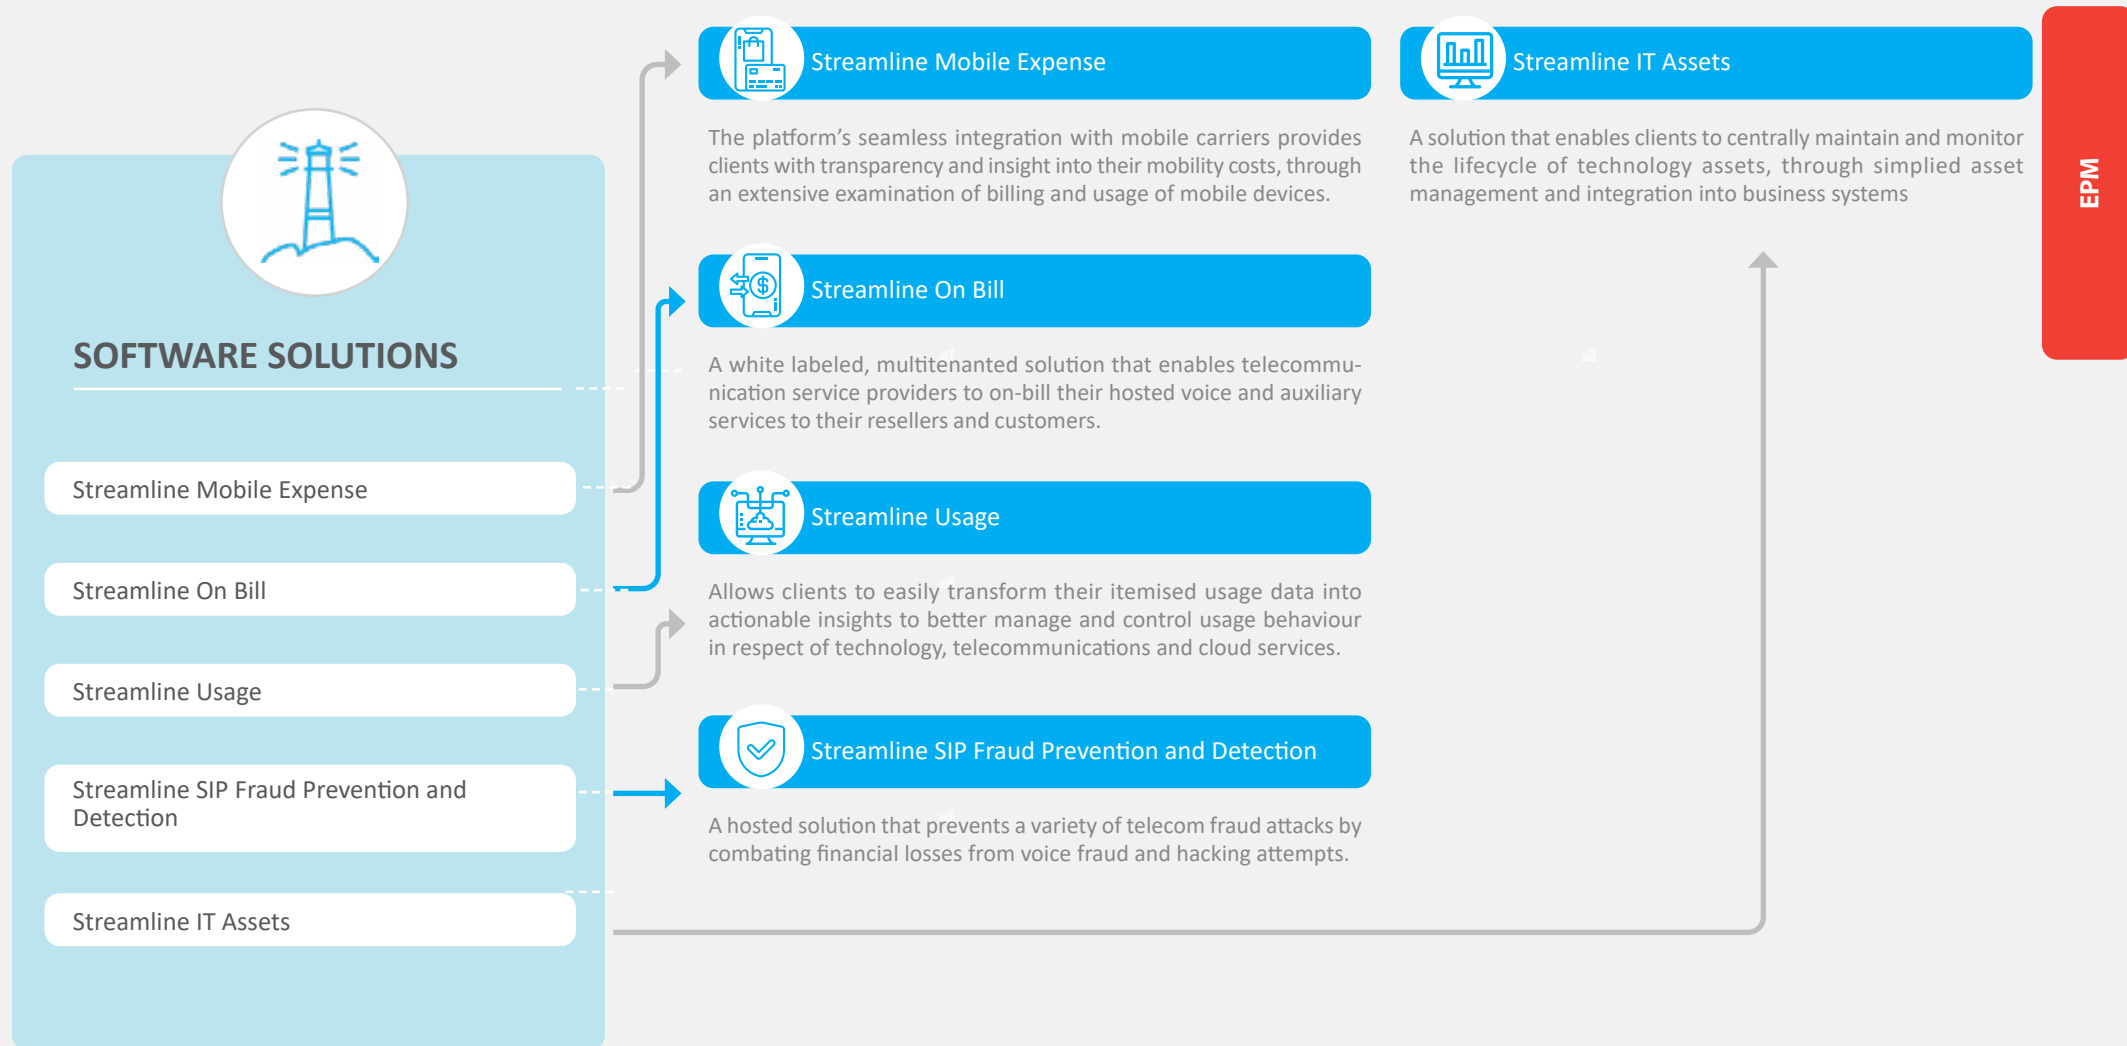 SOFTWARE SOLUTIONS
Streamline Mobile Expense
Streamline On Bill
Streamline Usage
Streamline SIP Fraud Prevention and
Detection
Streamline IT Assets
Streamline Mobile Expense
The platform's seamless integration with mobile carriers provides
clients with transparency and insight into their mobility costs, through
an extensive examination of billing and usage of mobile devices.
Streamline On Bill
A white labeled, multitenanted solution that enables telecommu-
nication service providers to on-bill their hosted voice and auxiliary
services to their resellers and customers.
Streamline Usage
Allows clients to easily transform their itemised usage data into
actionable insights to better manage and control usage behaviour
in respect of technology, telecommunications and cloud services.
Streamline SIP Fraud Prevention and Detection
A hosted solution that prevents a variety of telecom fraud attacks by
combating financial losses from voice fraud and hacking attempts.
Streamline IT Assets
A solution that enables clients to centrally maintain and monitor
the lifecycle of technology assets, through simplied asset
management and integration into business systems
EPM